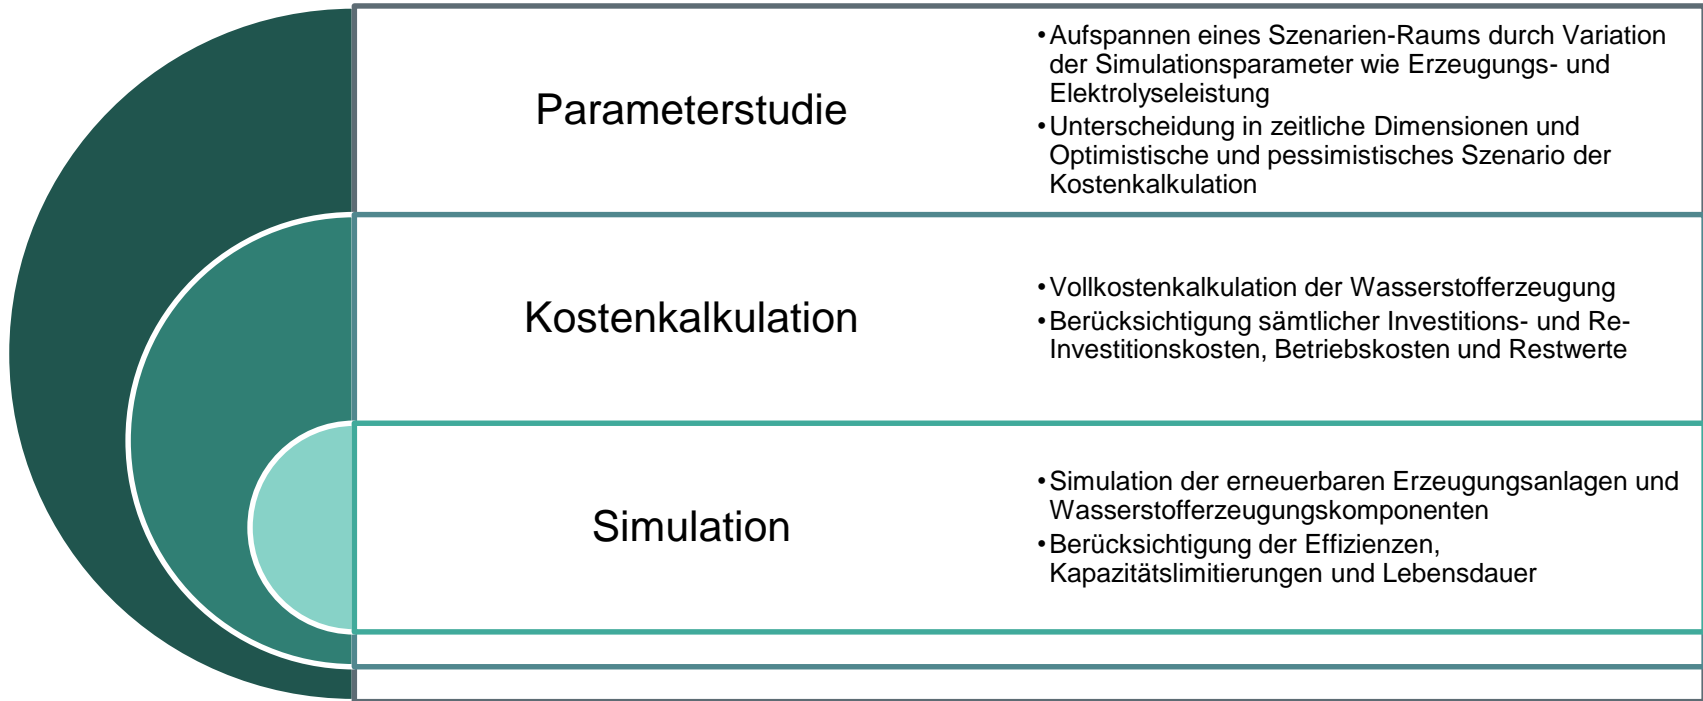 Parameterstudie
•Aufspannen eines Szenarien-Raums durch Variation
der Simulationsparameter wie Erzeugungs- und
Elektrolyseleistung
•Unterscheidung in zeitliche Dimensionen und
Optimistische und pessimistisches Szenario der
Kostenkalkulation
Kostenkalkulation
•Vollkostenkalkulation der Wasserstofferzeugung
•Berücksichtigung sämtlicher Investitions- und Re-
Investitionskosten, Betriebskosten und Restwerte
Simulation
•Simulation der erneuerbaren Erzeugungsanlagen und
Wasserstofferzeugungskomponenten
•Berücksichtigung der Effizienzen,
Kapazitätslimitierungen und Lebensdauer